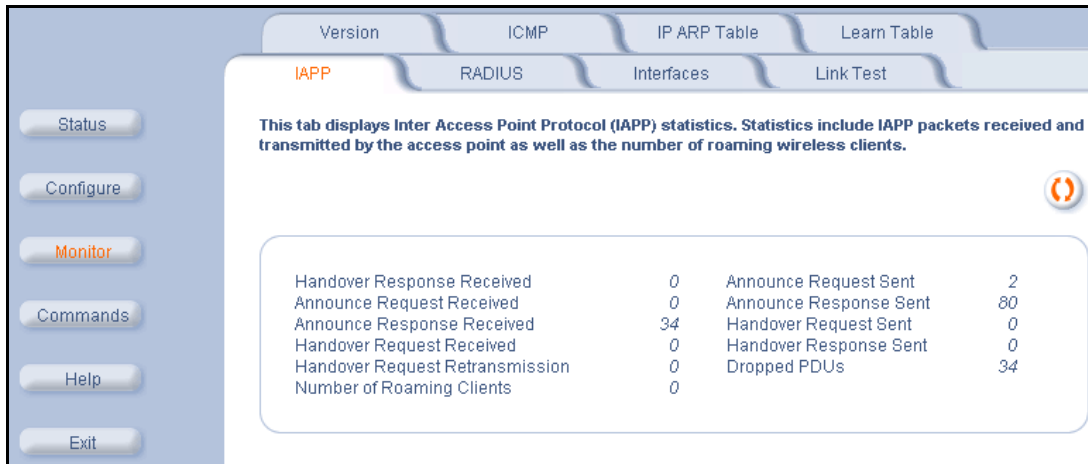 Version ICMP IP ARP Table Learn Table
IAPP RADIUS Interfaces Link Test
Status
Configure
Monitor
Commands
Help
Exit
This tab displays Inter Access Point Protocol (IAPP) statistics. Statistics include IAPP packets received and
transmitted by the access point as well as the number of roaming wireless clients.
Handover Response Received 0 Announce Request Sent 2
Announce Request Received 0 Announce Response Sent 80
Announce Response Received 34 Handover Request Sent 0
Handover Request Received 0 Handover Response Sent 0
Handover Request Retransmission 0 Dropped PDUs 34
Number of Roaming Clients 0